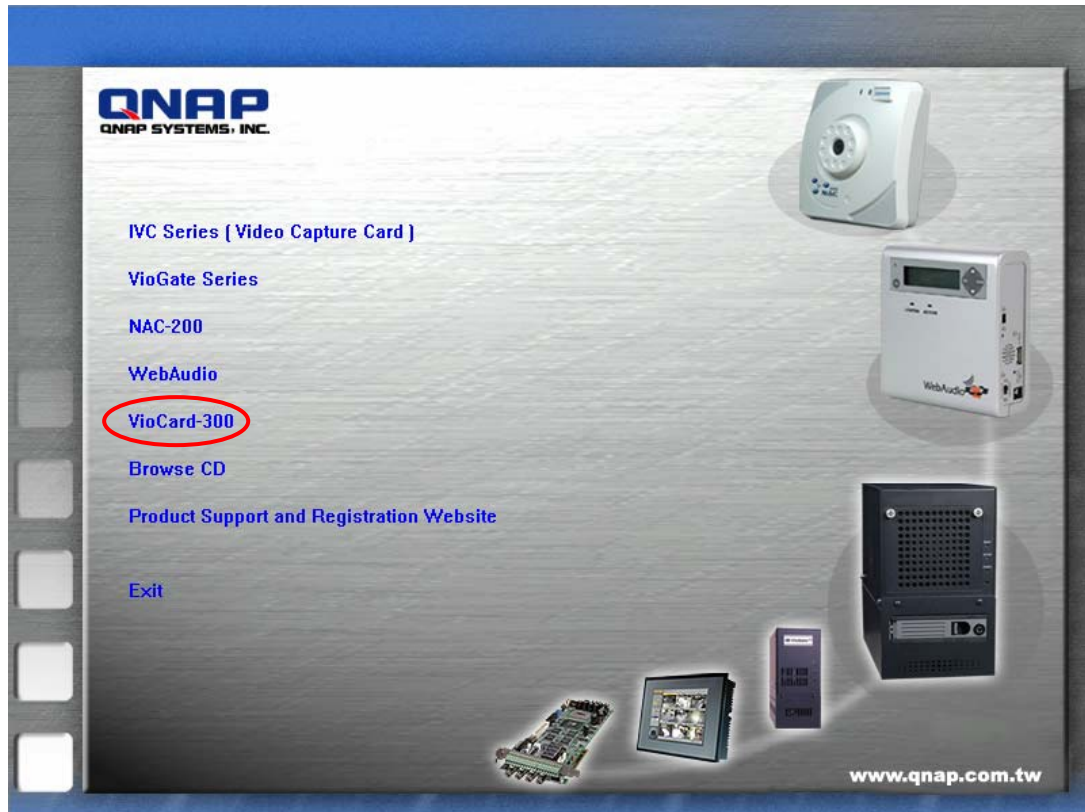 QNAP
QNAP SYSTEMS, INC.
IVC Series ( Video Capture Card )
VioGate Series
NAC-200
WebAudio
VioCard-300
Browse CD
Product Support and Registration Website
Exit
WebAudio
www.qnap.com.tw